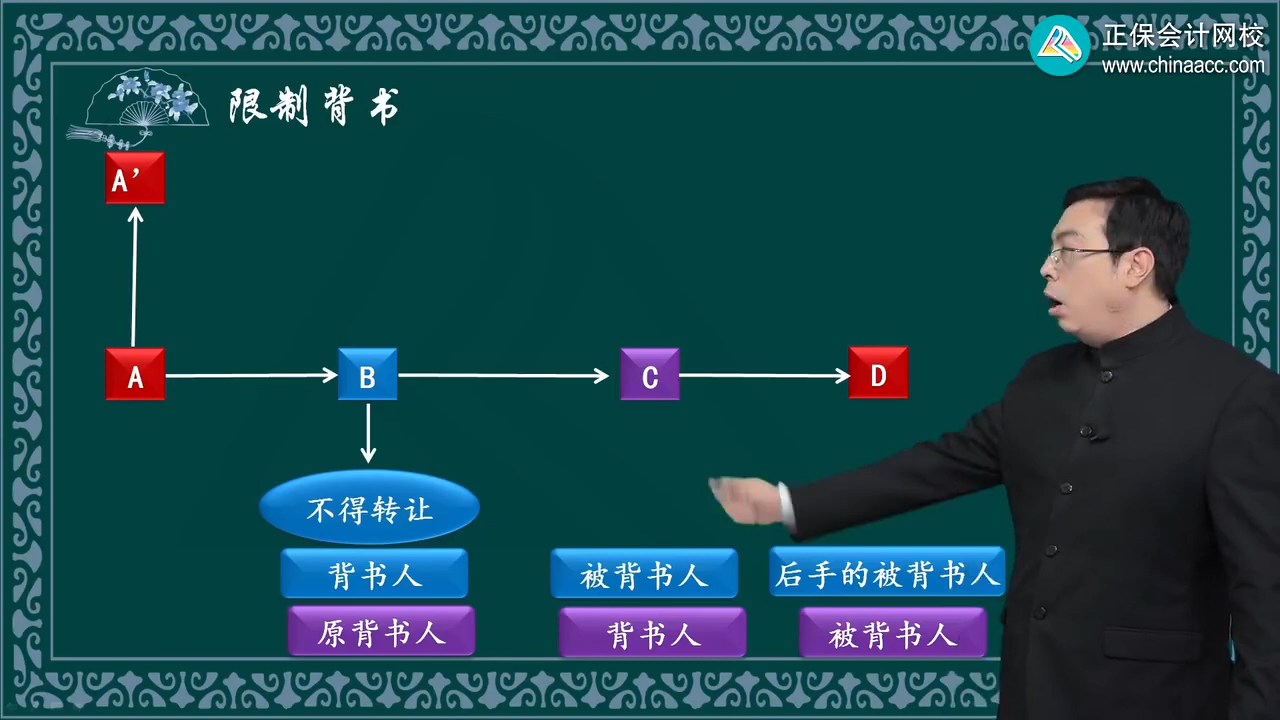 正保会计网校
www.chinaacc.com
限制背书
A’
A
B
C
D
不得转让
背书人
被背书人
后手的被背书人
原背书人
背书人
被背书人